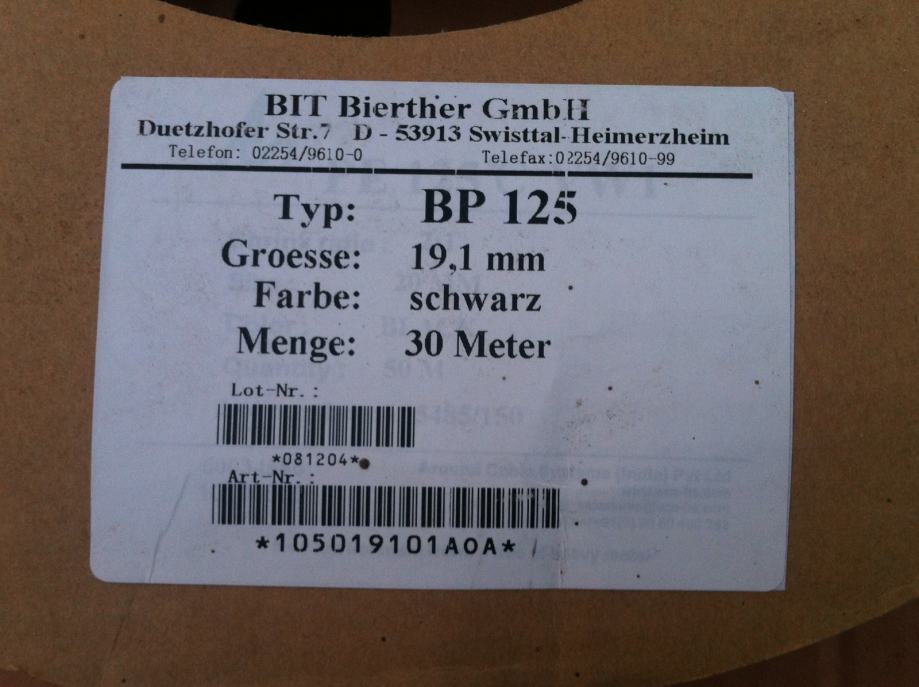 BIT Bierther GmbH
Duetzhofer Str.7 D - 53913 Swisttal-Heimerzheim
Telefon: 02254/9610-0 Telefax:02254/9610-99
Typ: BP 125
Groesse: 19,1 mm
Farbe: schwarz
Menge: 30 Meter
Lot-Nr.:
*081204*
Art-Nr.:
*105019101A0A*